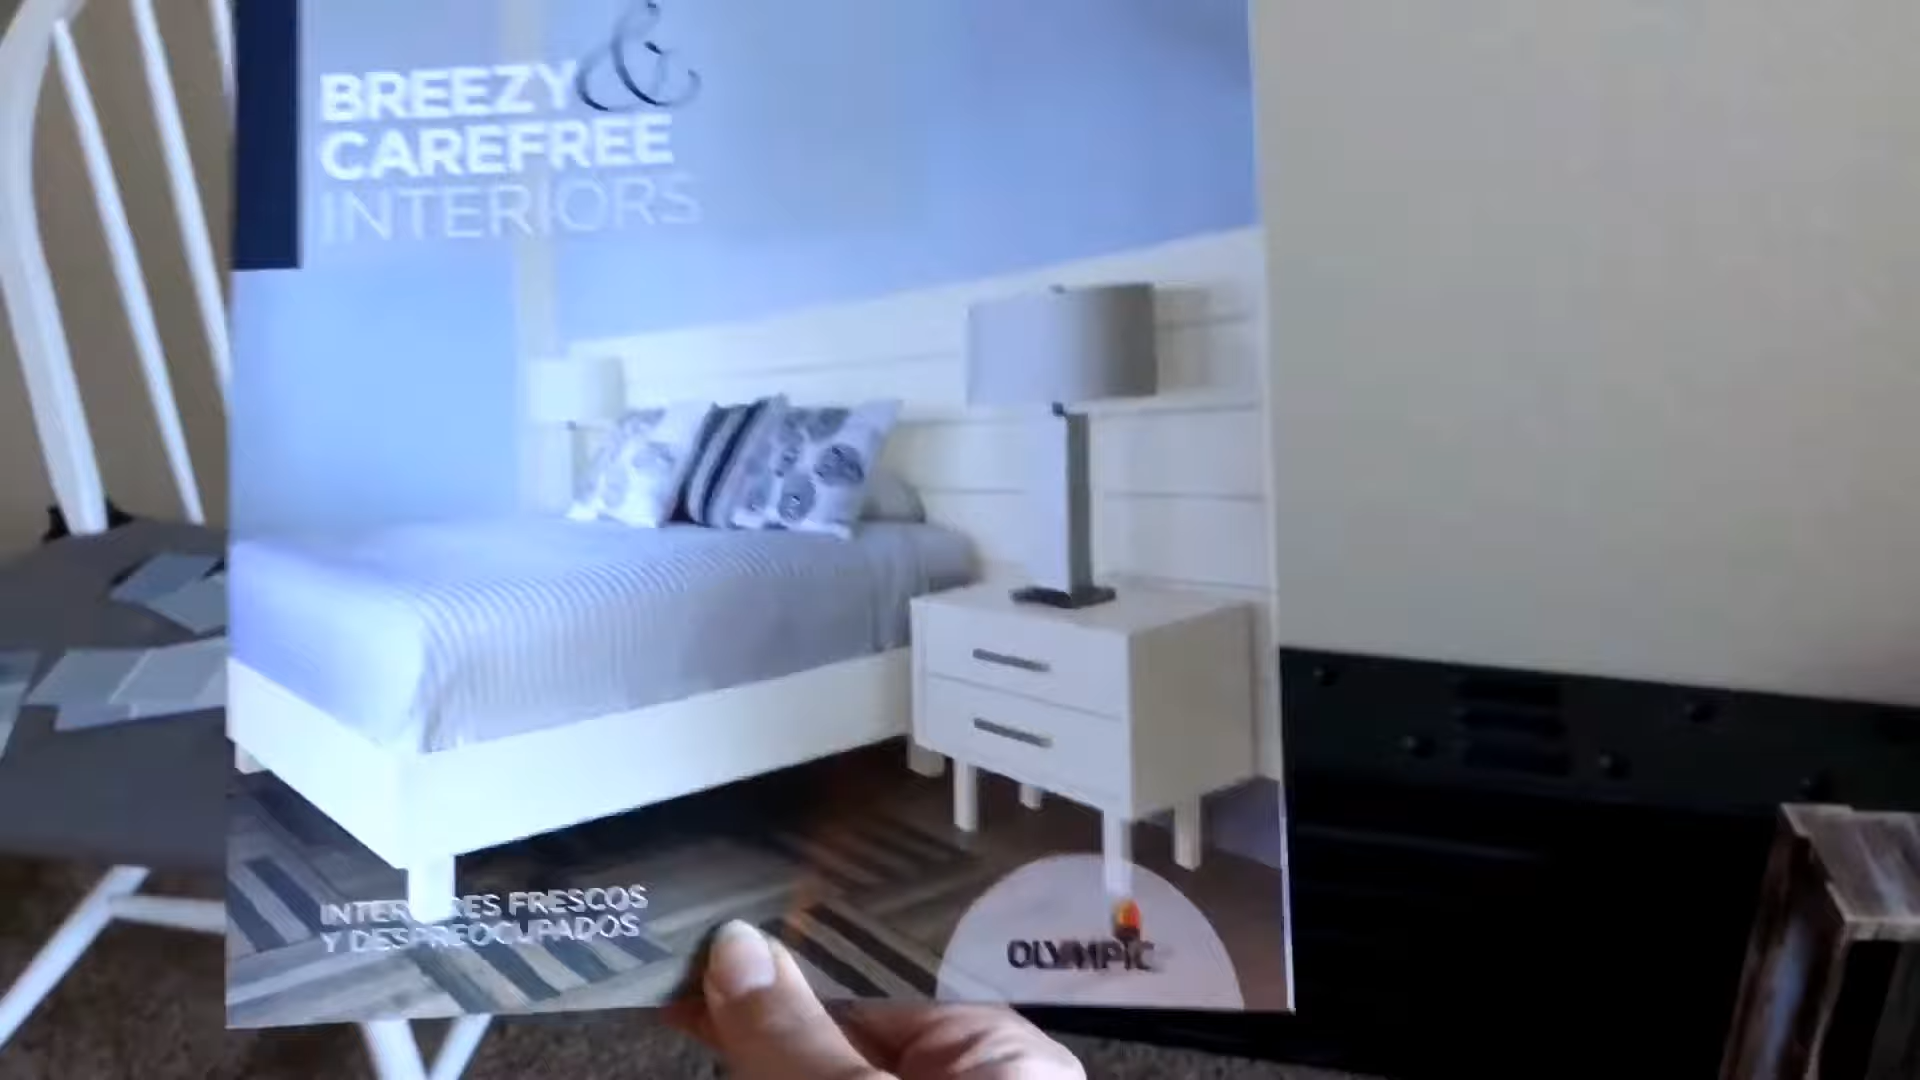 BREEZY &
CAREFREE
INTERIORS
INTERIORES FRESCOS
Y DESPREOCUPADOS
OLYMPIC